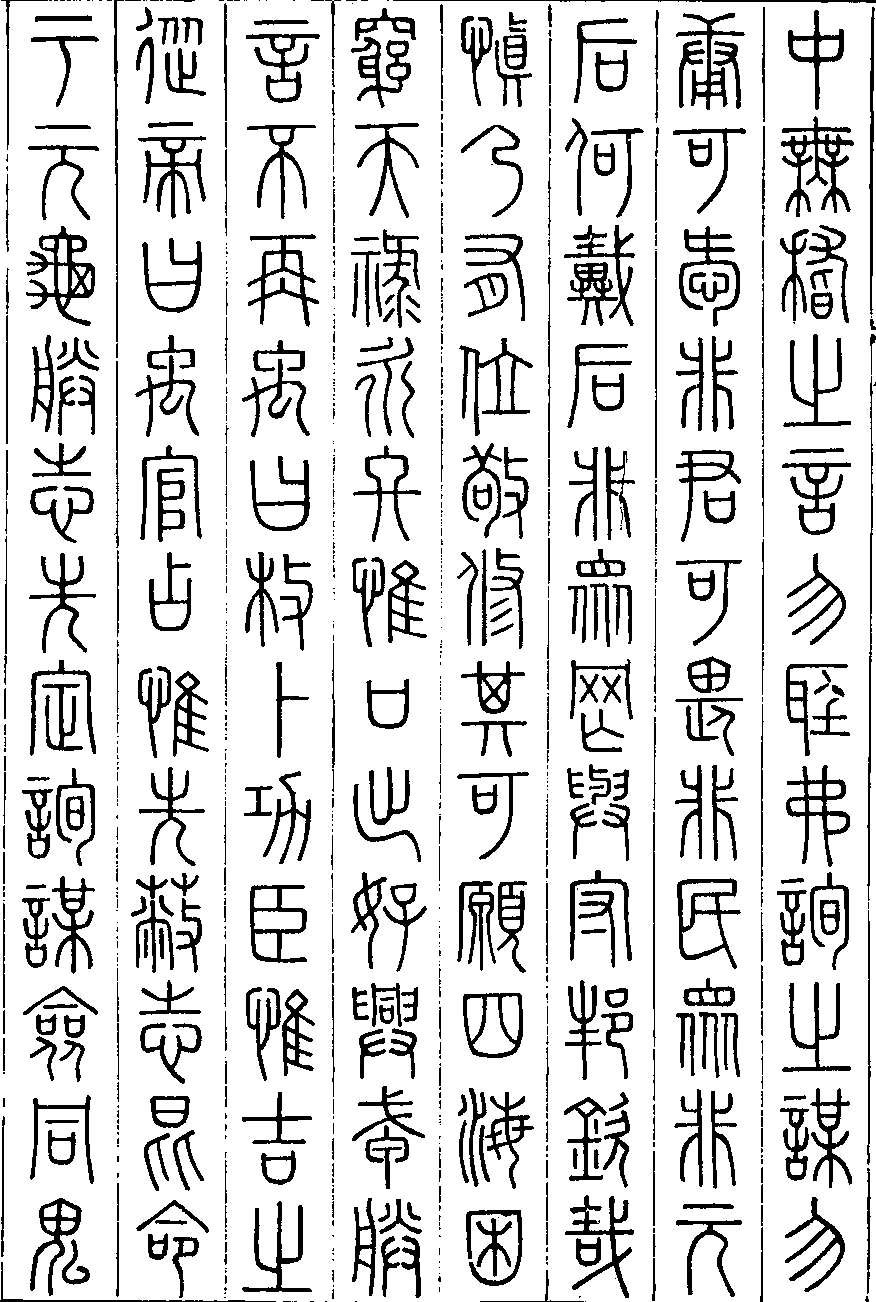 中無稽之言勿聽弗詢之謀勿
庸可愛非君可畏非民眾非元
后何戴后非眾罔與守邦欽哉
慎乃有位敬修其可願四海困
窮天祿永終惟口出好興戎朕
言不再禹曰枚卜功臣惟吉之
從帝曰禹官占惟先蔽志昆命
于元龜朕志先定詢謀僉同鬼